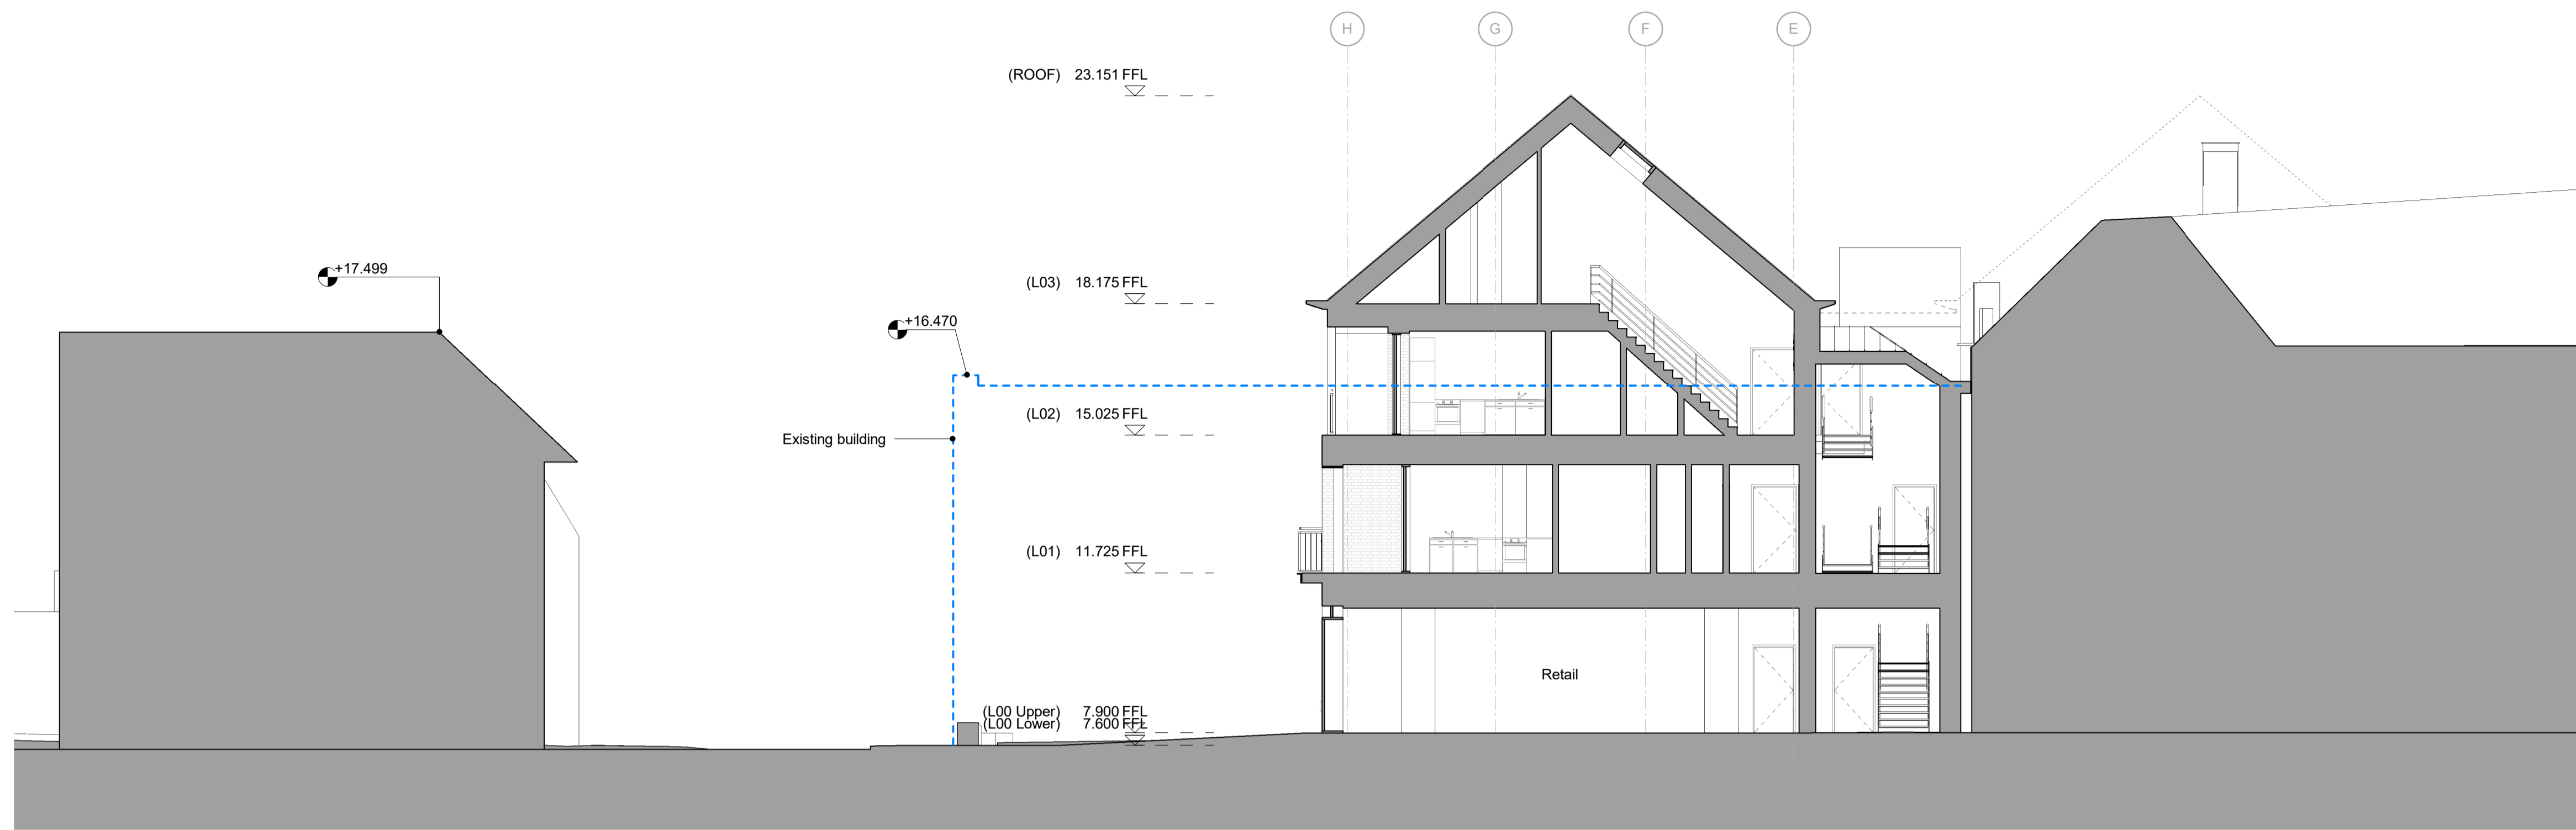 H G F E
(ROOF) 23.151 FFL
+17.499
(L03) 18.175 FFL
+16.470
(L02) 15.025 FFL
Existing building
(L01) 11.725 FFL
Retail
(L00 Upper) 7.900 FFL
(L00 Lower) 7.600 FFL